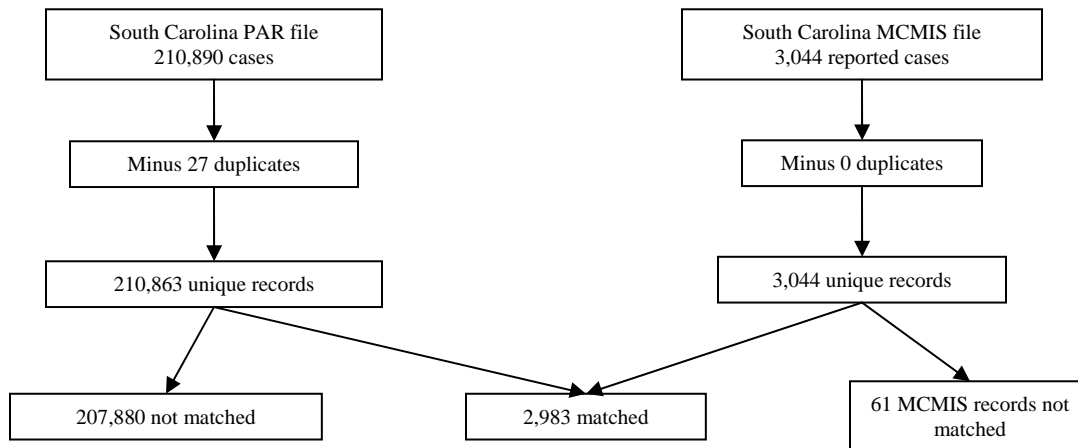 South Carolina PAR file
210,890 cases
South Carolina MCMIS file
3,044 reported cases
Minus 27 duplicates
Minus 0 duplicates
210,863 unique records
3,044 unique records
207,880 not matched
2,983 matched
61 MCMIS records not
matched